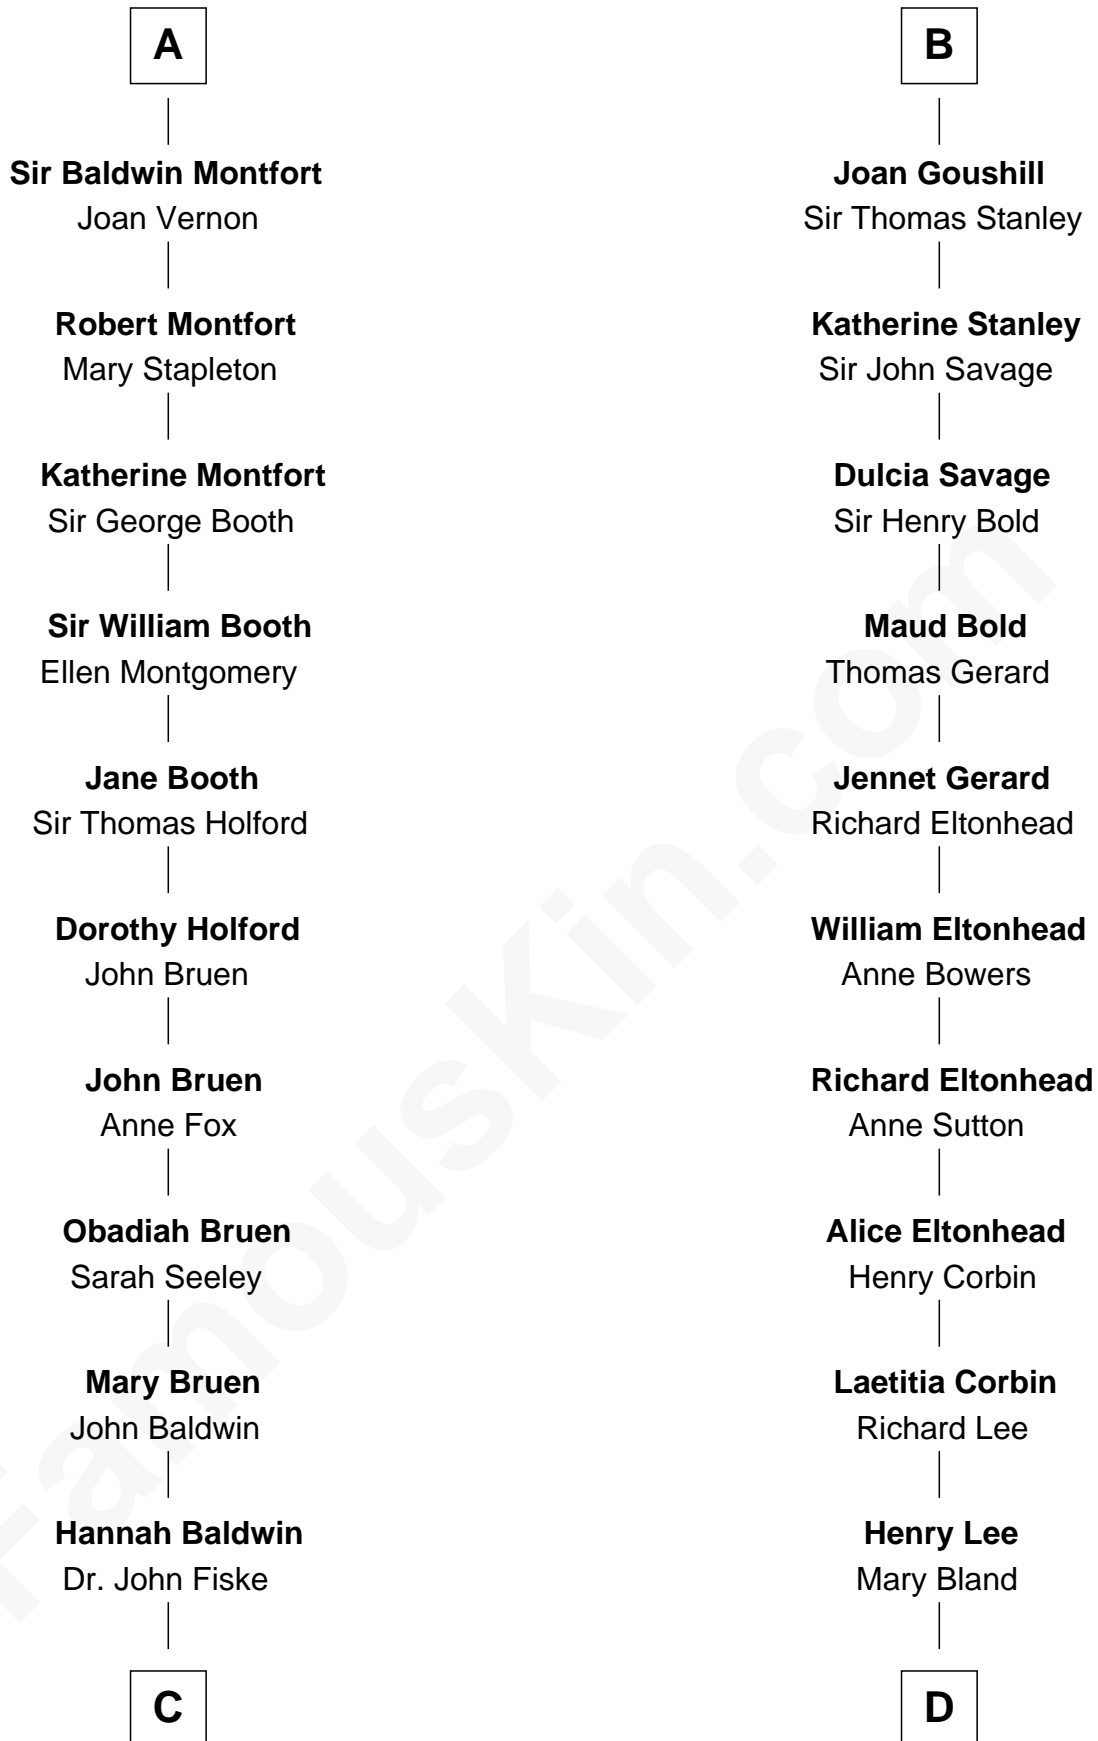 A
Sir Baldwin Montfort
Joan Vernon
Robert Montfort
Mary Stapleton
Katherine Montfort
Sir George Booth
Sir William Booth
Ellen Montgomery
Jane Booth
Sir Thomas Holford
Dorothy Holford
John Bruen
John Bruen
Anne Fox
Obadiah Bruen
Sarah Seeley
Mary Bruen
John Baldwin
Hannah Baldwin
Dr. John Fiske
C
B
Joan Goushill
Sir Thomas Stanley
Katherine Stanley
Sir John Savage
Dulcia Savage
Sir Henry Bold
Maud Bold
Thomas Gerard
Jennet Gerard
Richard Eltonhead
William Eltonhead
Anne Bowers
Richard Eltonhead
Anne Sutton
Alice Eltonhead
Henry Corbin
Laetitia Corbin
Richard Lee
Henry Lee
Mary Bland
D
FamousKin.com